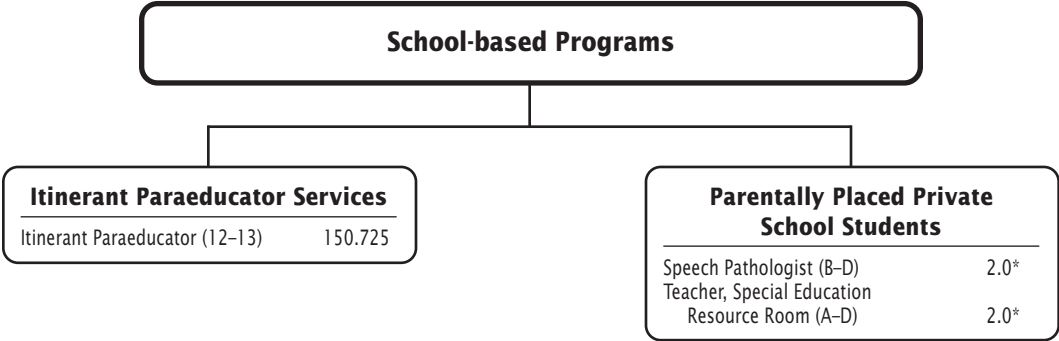 School-based Programs
Itinerant Paraeducator Services
Itinerant Paraeducator (12–13) 150.725
Parentally Placed Private
School Students
Speech Pathologist (B–D) 2.0*
Teacher, Special Education
Resource Room (A–D) 2.0*